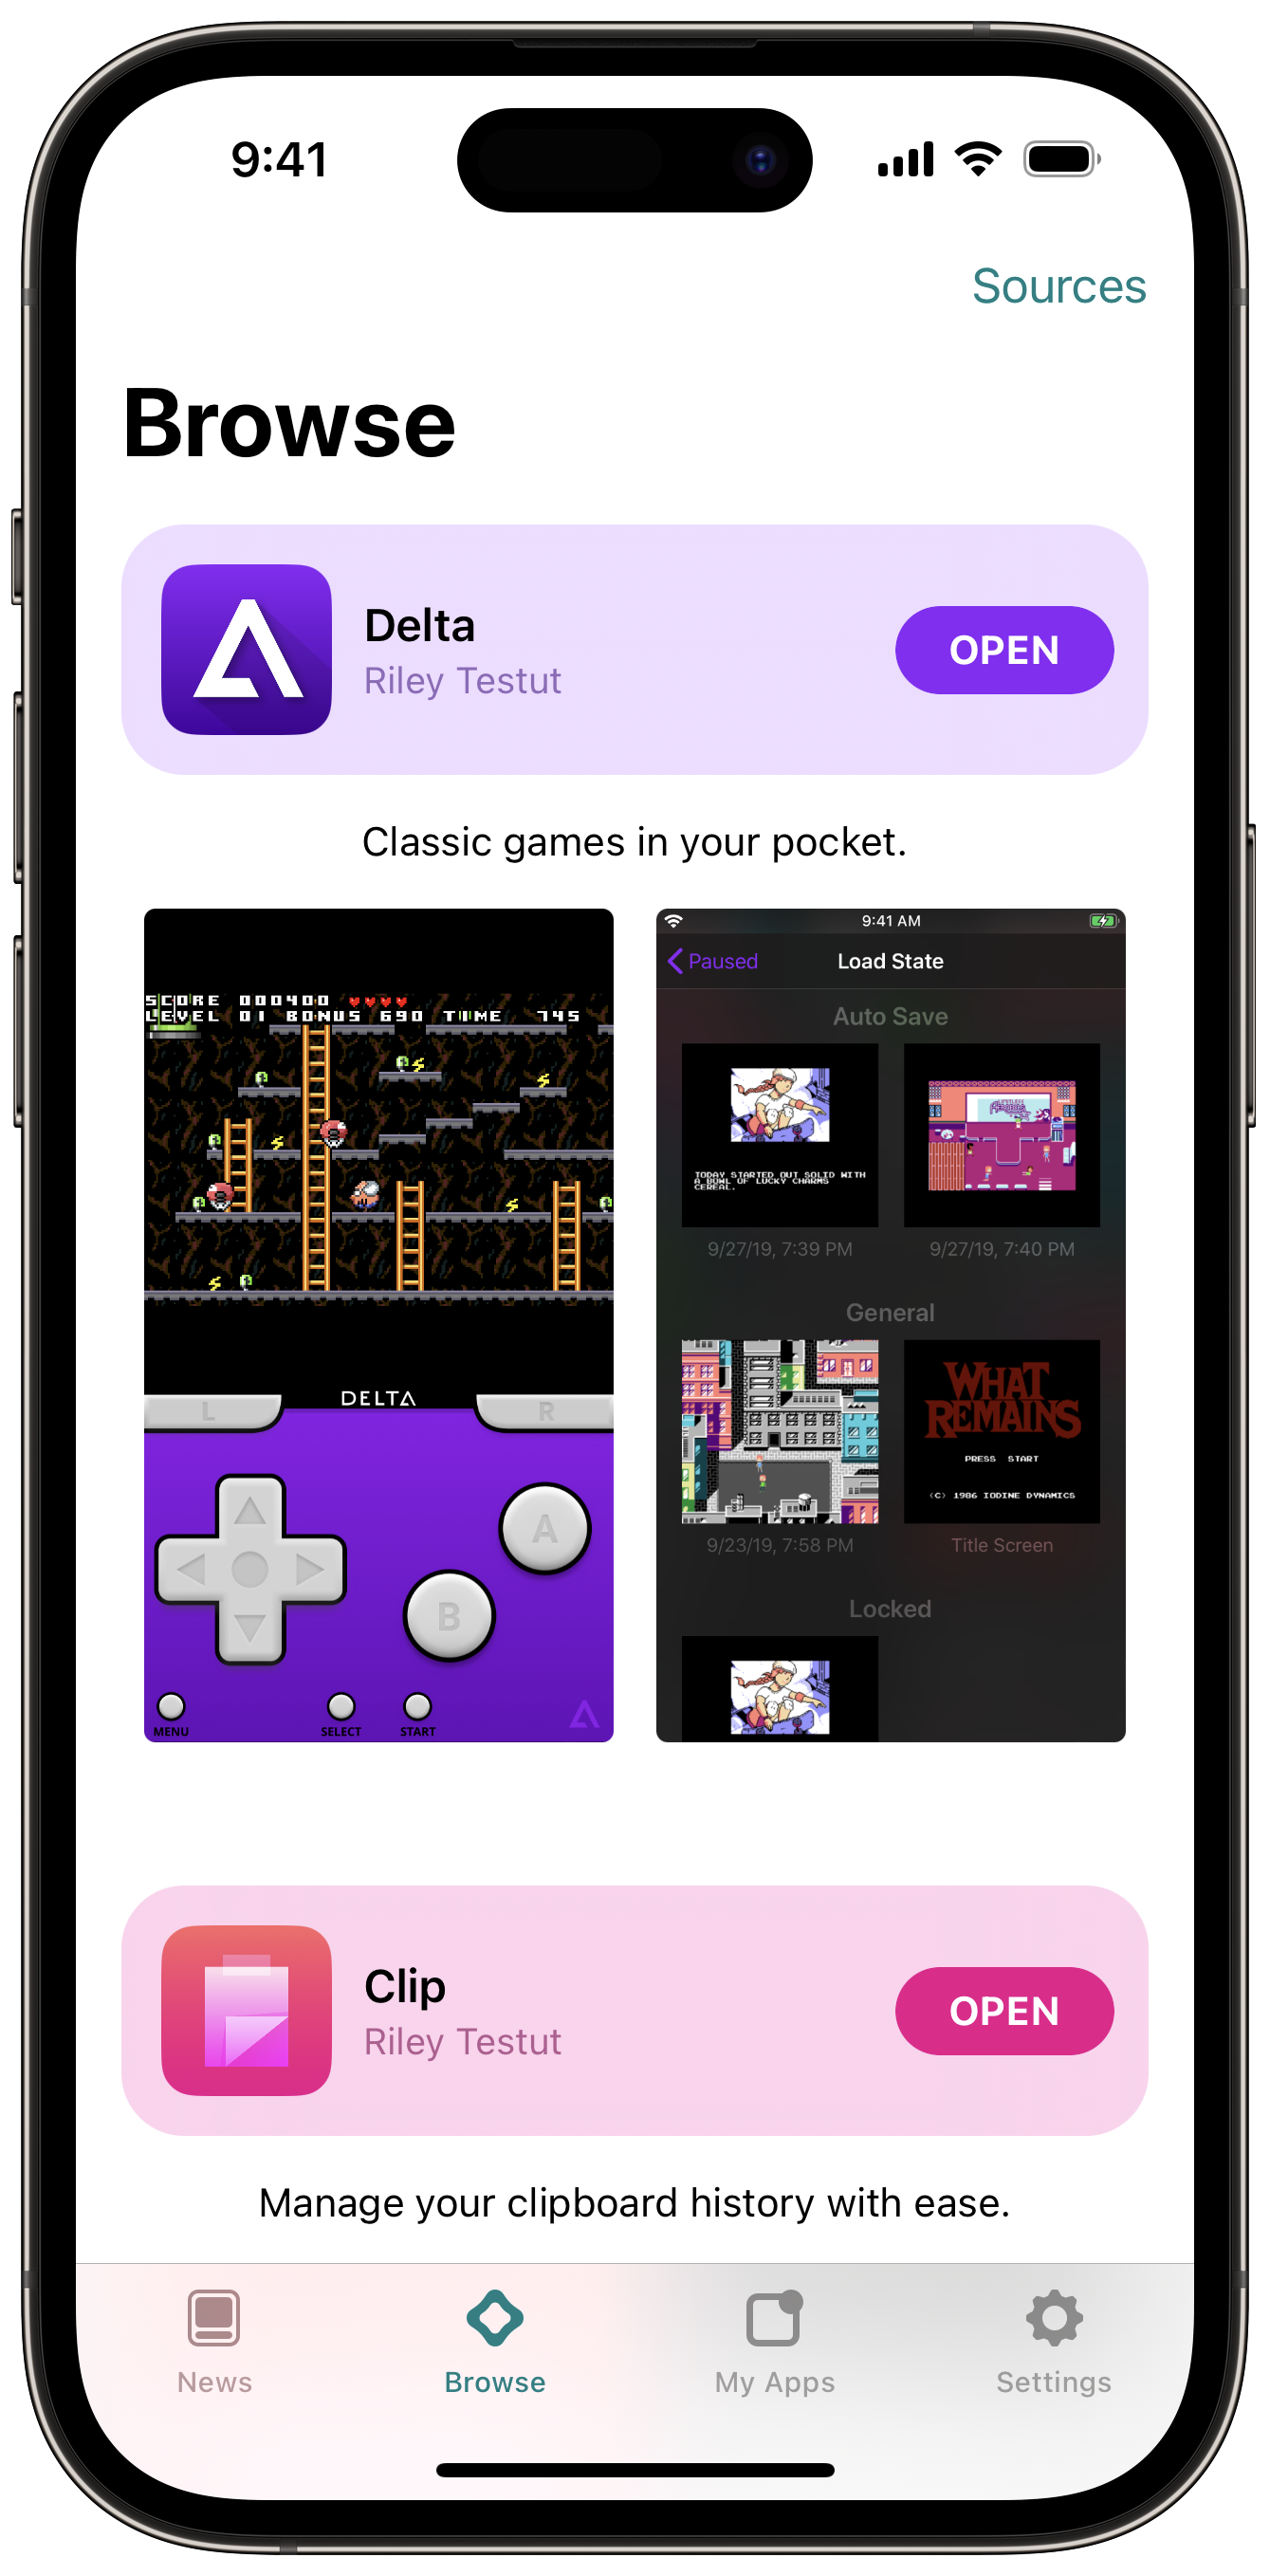 9:41
Sources
Browse
Delta
Riley Testut
OPEN
Classic games in your pocket.
SCORE 000400
LEVEL 01 BONUS 690 TIME 745
DELTA
L
R
A
B
MENU
SELECT
START
9:41 AM
Paused
Load State
Auto Save
TODAY STARTED OUT SOLID WITH
A BOWL OF LUCKY CHARMS
CEREAL.
9/27/19, 7:39 PM
9/27/19, 7:40 PM
General
WHAT
REMAINS
PRESS START
(C) 1986 IODINE DYNAMICS
9/23/19, 7:58 PM
Title Screen
Locked
Clip
Riley Testut
OPEN
Manage your clipboard history with ease.
News
Browse
My Apps
Settings